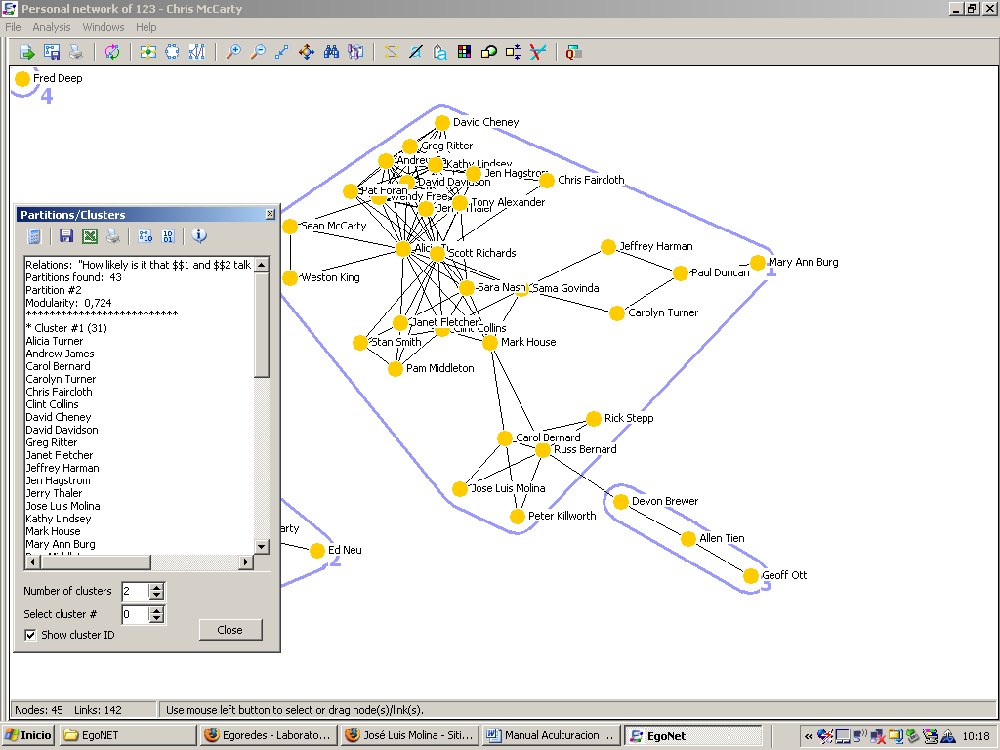 Personal network of 123 - Chris McCarty
File Analysis Windows Help
Fred Deep
4
David Cheney
Greg Ritter
Kathy Lindsey
Jen Hagstrom
Chris Faircloth
David Davidson
Pat Foran
Tony Alexander
Sean McCarty
Scott Richards
Jeffrey Harman
Mary Ann Burg
1
Paul Duncan
Weston King
Sara Nash
Sama Govinda
Carolyn Turner
Janet Fletcher
Clint Collins
Stan Smith
Mark House
Pam Middleton
Rick Stepp
Carol Bernard
Russ Bernard
Jose Luis Molina
Devon Brewer
Peter Killworth
Allen Tien
Ed Neu
2
Geoff Ott
3
Partitions/Clusters
Relations: "How likely is it that $$1 and $$2 talk
Partitions found: 43
Partition #2
Modularity: 0,724
***************************
* Cluster #1 (31)
Alicia Turner
Andrew James
Carol Bernard
Carolyn Turner
Chris Faircloth
Clint Collins
David Cheney
David Davidson
Greg Ritter
Janet Fletcher
Jeffrey Harman
Jen Hagstrom
Jerry Thaler
Jose Luis Molina
Kathy Lindsey
Mark House
Mary Ann Burg
Number of clusters 2
Select cluster # 0
Show cluster ID
Close
Nodes: 45 Links: 142 Use mouse left button to select or drag node(s)/link(s).
Inicio EgoNET Egoredes - Laborato... José Luis Molina - Siti... Manual Aculturacion ... EgoNet « 10:18